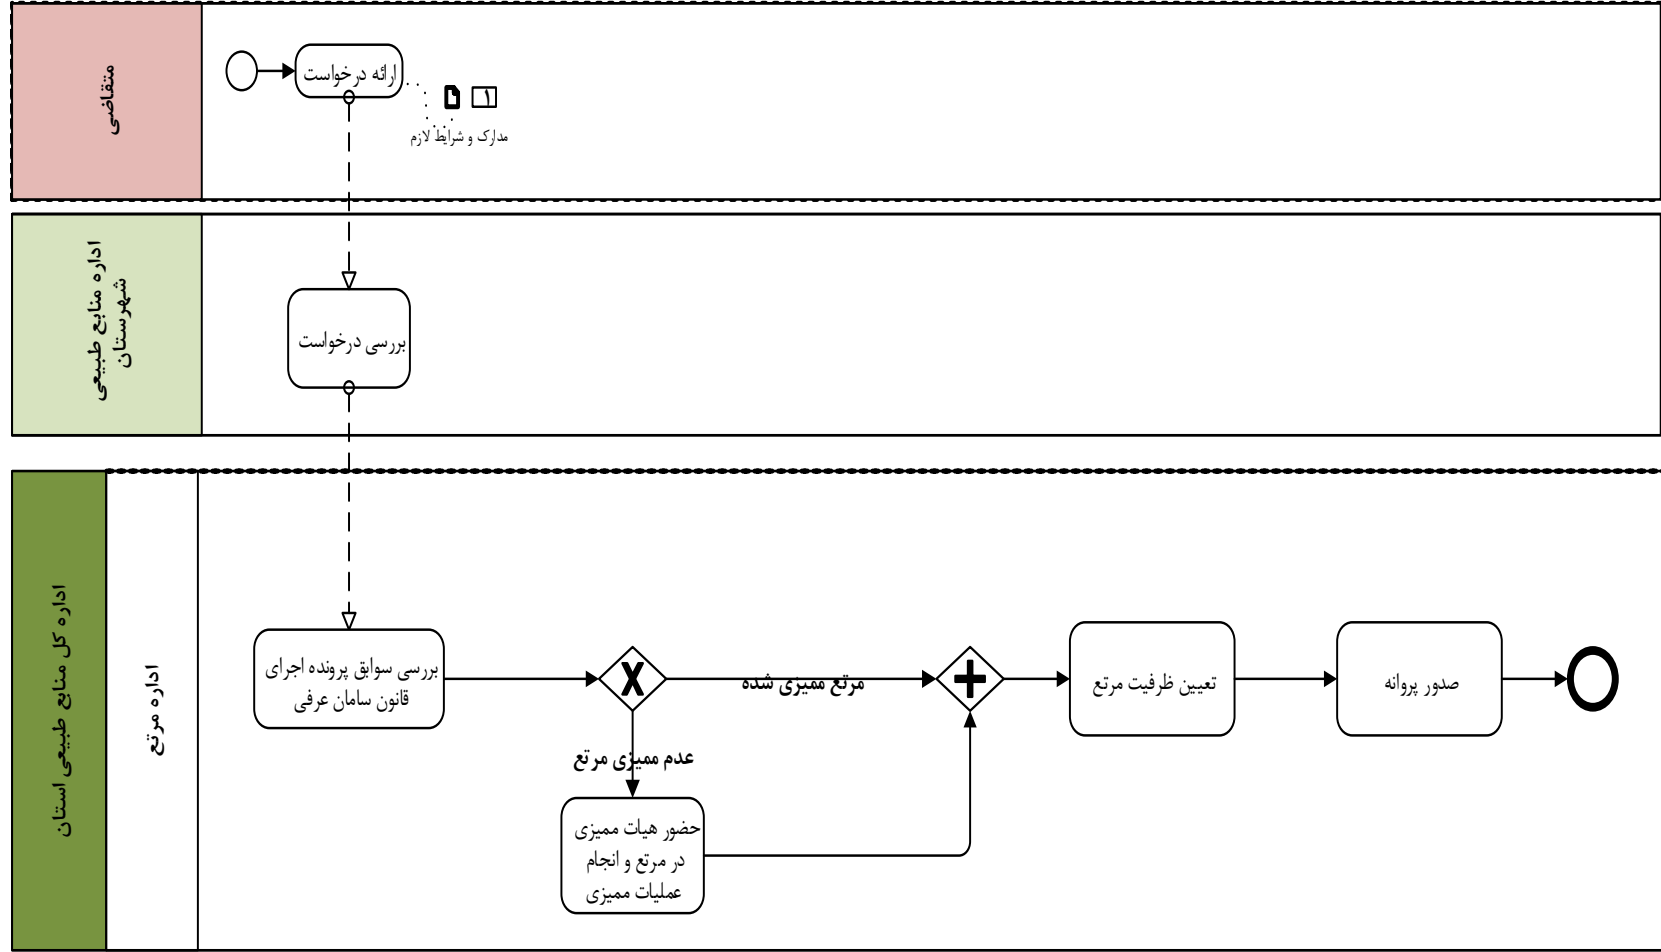 متقاضی
ارائه درخواست
۱
مدارک و شرایط لازم
اداره منابع طبیعی
شهرستان
بررسی درخواست
اداره کل منابع طبیعی استان
اداره مرتع
بررسی سوابق پرونده اجرای
قانون سامان عرفی
X
مرتع ممیزی شده
عدم ممیزی مرتع
حضور هیات ممیزی
در مرتع و انجام
عملیات ممیزی
تعیین ظرفیت مرتع
صدور پروانه